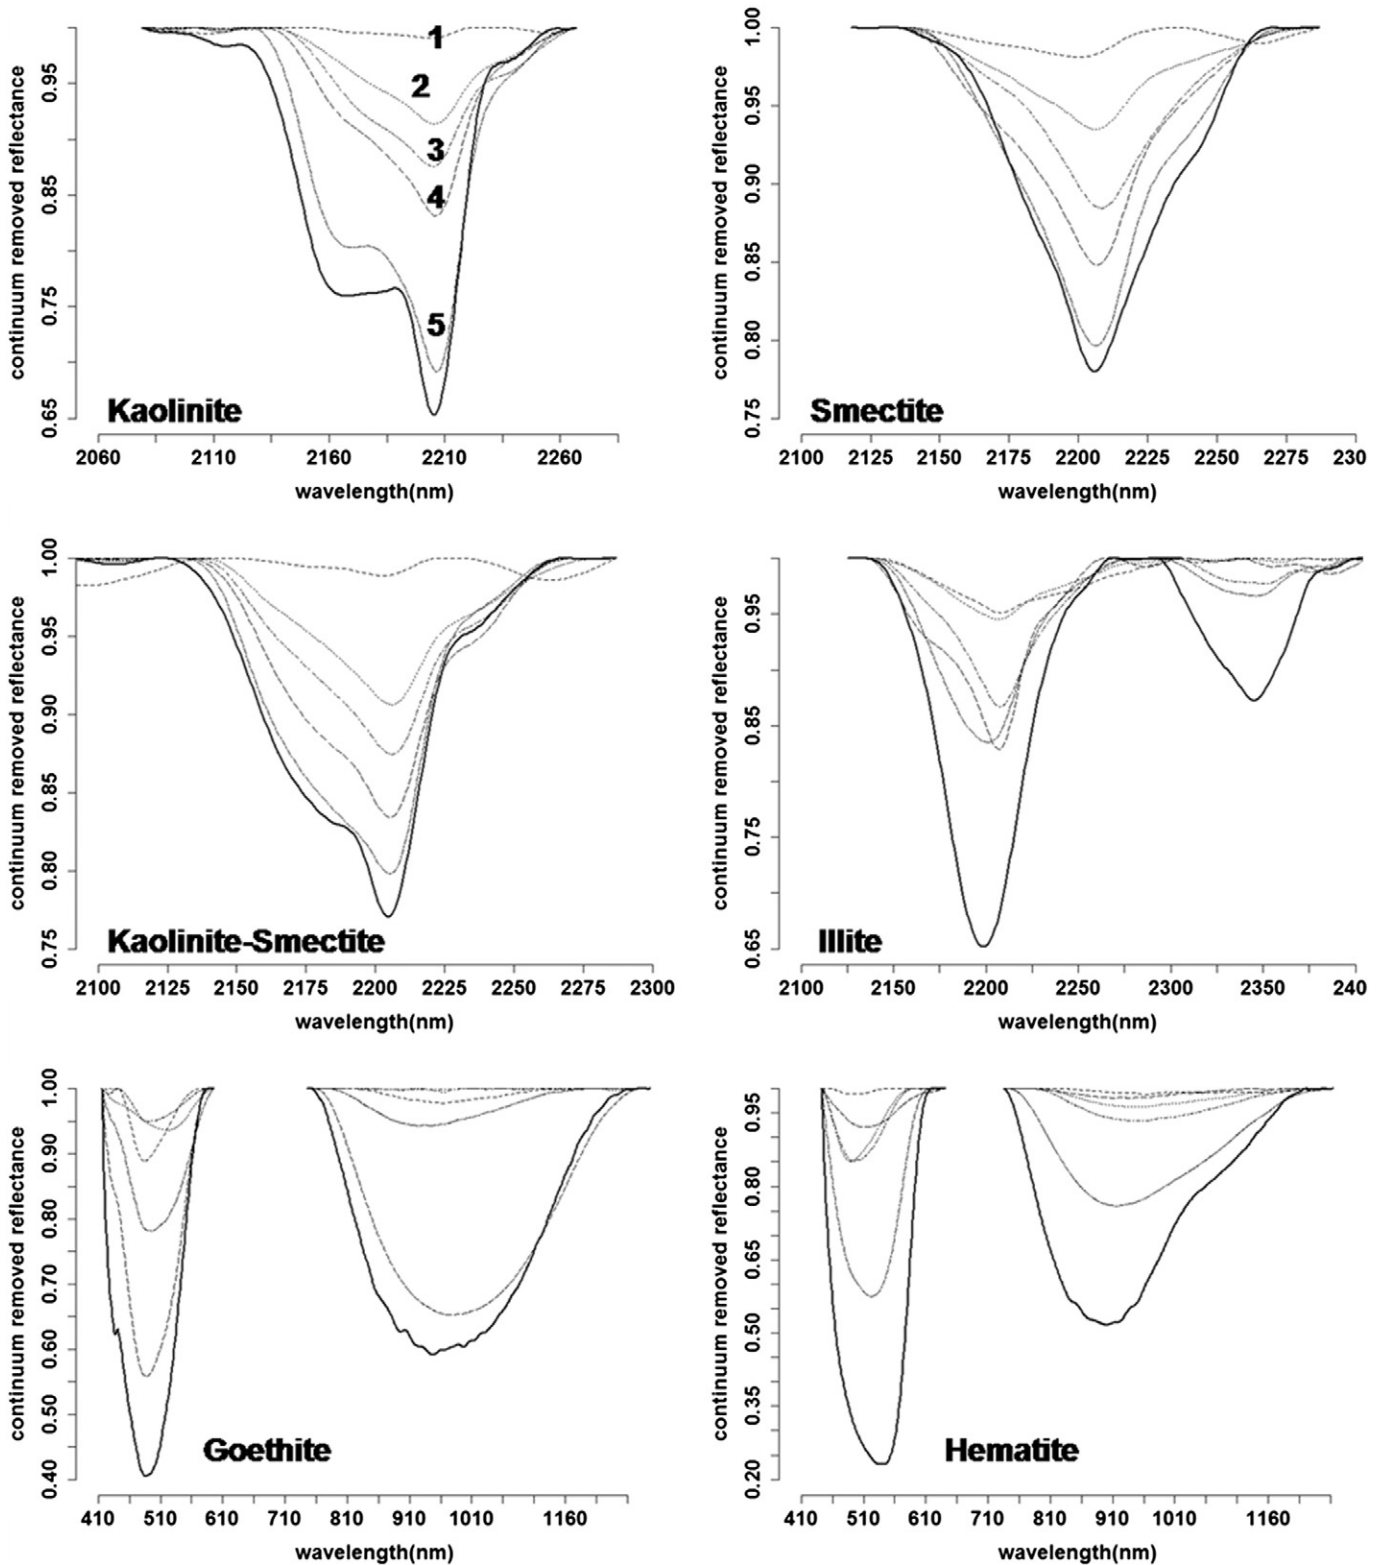 continuum removed reflectance
0.95
0.85
0.75
0.65
1
2
3
4
5
Kaolinite
2060 2110 2160 2210 2260
wavelength(nm)
continuum removed reflectance
1.00
0.95
0.90
0.85
0.80
0.75
Smectite
2100 2125 2150 2175 2200 2225 2250 2275 230
wavelength(nm)
continuum removed reflectance
1.00
0.95
0.90
0.85
0.80
0.75
Kaolinite-Smectite
2100 2125 2150 2175 2200 2225 2250 2275 2300
wavelength(nm)
continuum removed reflectance
0.95
0.85
0.75
0.65
Illite
2100 2150 2200 2250 2300 2350 240
wavelength(nm)
continuum removed reflectance
1.00
0.90
0.80
0.70
0.60
0.50
0.40
Goethite
410 510 610 710 810 910 1010 1160
wavelength(nm)
continuum removed reflectance
0.95
0.80
0.65
0.50
0.35
0.20
Hematite
410 510 610 710 810 910 1010 1160
wavelength(nm)